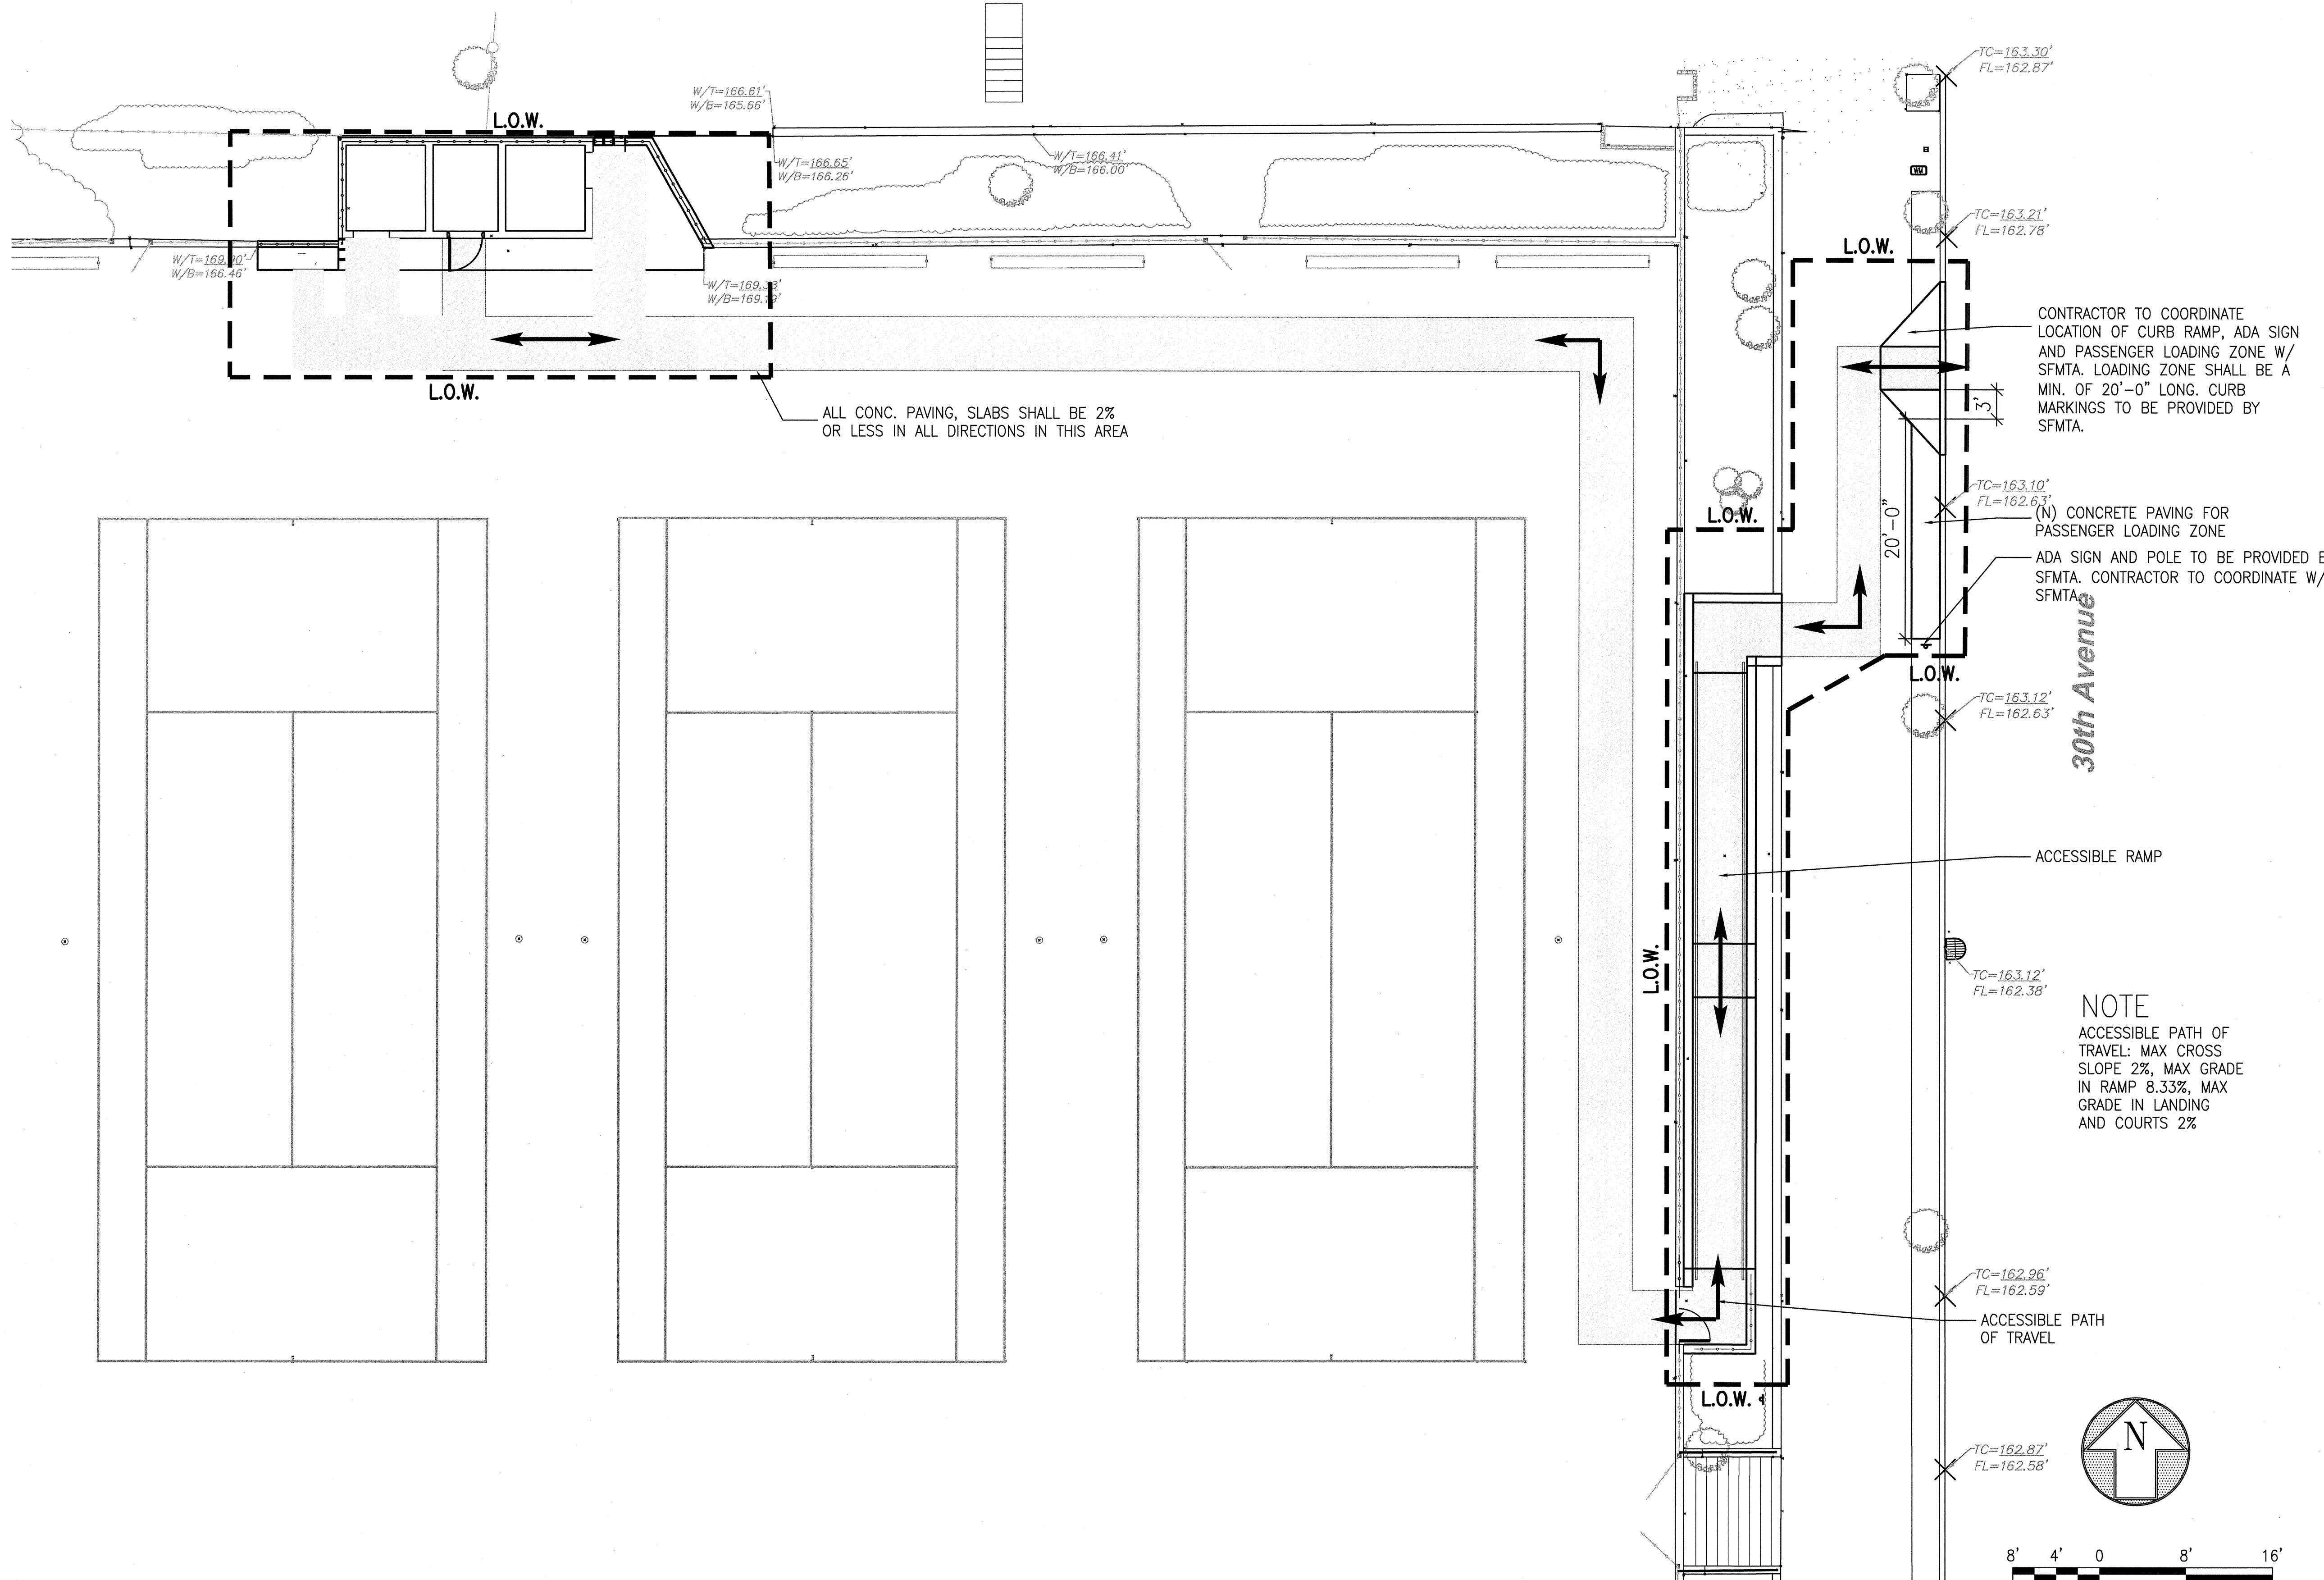 TC=163.30'
FL=162.87'
W/T=166.61'
W/B=165.66'
L.O.W.
W/T=166.65'
W/B=166.26'
W/T=166.41'
W/B=166.00'
WM
TC=163.21'
FL=162.78'
L.O.W.
W/T=169.90'
W/B=166.46'
W/T=169.38'
W/B=169.19'
L.O.W.
CONTRACTOR TO COORDINATE
LOCATION OF CURB RAMP, ADA SIGN
AND PASSENGER LOADING ZONE W/
SFMTA. LOADING ZONE SHALL BE A
MIN. OF 20'-0" LONG. CURB
MARKINGS TO BE PROVIDED BY
SFMTA.
3'
ALL CONC. PAVING, SLABS SHALL BE 2%
OR LESS IN ALL DIRECTIONS IN THIS AREA
TC=163.10'
FL=162.63'
L.O.W.
20'-0"
(N) CONCRETE PAVING FOR
PASSENGER LOADING ZONE
ADA SIGN AND POLE TO BE PROVIDED
SFMTA. CONTRACTOR TO COORDINATE W/
SFMTA.
30th Avenue
L.O.W.
TC=163.12'
FL=162.63'
ACCESSIBLE RAMP
L.O.W.
TC=163.12'
FL=162.38'
NOTE
ACCESSIBLE PATH OF
TRAVEL: MAX CROSS
SLOPE 2%, MAX GRADE
IN RAMP 8.33%, MAX
GRADE IN LANDING
AND COURTS 2%
TC=162.96'
FL=162.59'
ACCESSIBLE PATH
OF TRAVEL
L.O.W.
N
TC=162.87'
FL=162.58'
8' 4' 0 8' 16'